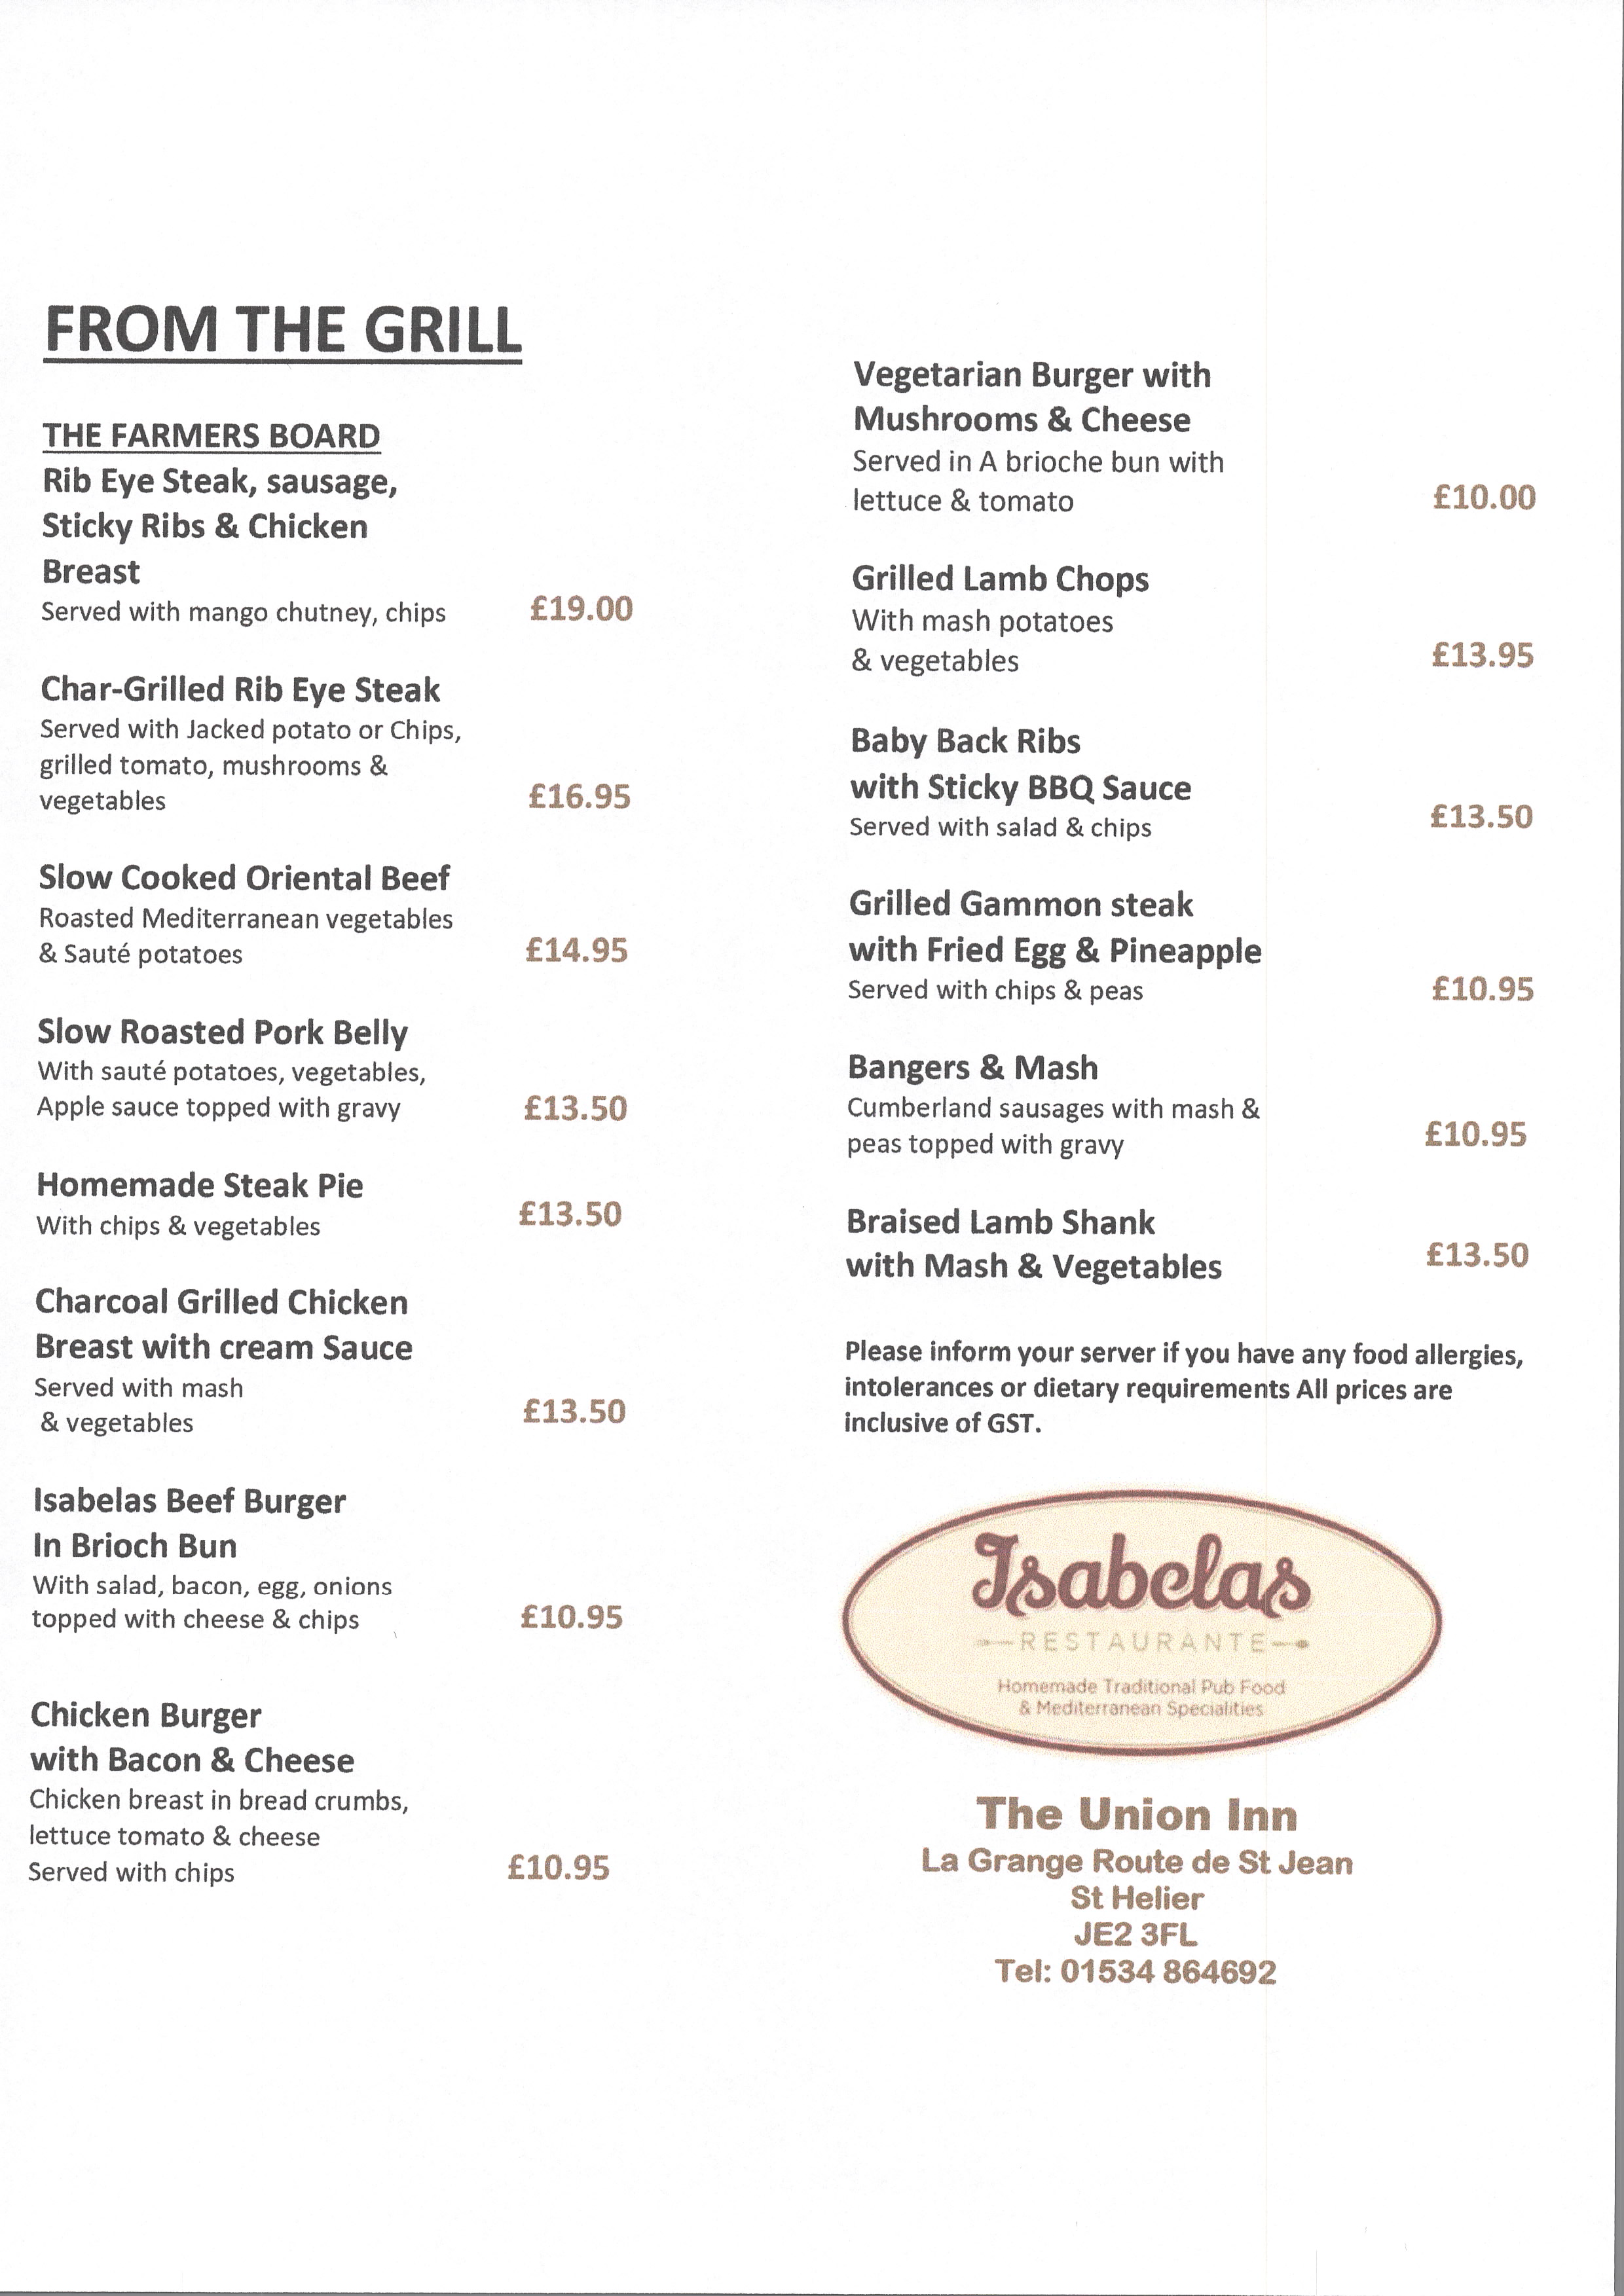 FROM THE GRILL
THE FARMERS BOARD
Rib Eye Steak, sausage,
Sticky Ribs & Chicken
Breast
Served with mango chutney, chips £19.00
Char-Grilled Rib Eye Steak
Served with Jacked potato or Chips,
grilled tomato, mushrooms &
vegetables £16.95
Slow Cooked Oriental Beef
Roasted Mediterranean vegetables
& Sauté potatoes £14.95
Slow Roasted Pork Belly
With sauté potatoes, vegetables,
Apple sauce topped with gravy £13.50
Homemade Steak Pie
With chips & vegetables £13.50
Charcoal Grilled Chicken
Breast with cream Sauce
Served with mash
& vegetables £13.50
Isabelas Beef Burger
In Brioch Bun
With salad, bacon, egg, onions
topped with cheese & chips £10.95
Chicken Burger
with Bacon & Cheese
Chicken breast in bread crumbs,
lettuce tomato & cheese
Served with chips £10.95
Vegetarian Burger with
Mushrooms & Cheese
Served in A brioche bun with
lettuce & tomato £10.00
Grilled Lamb Chops
With mash potatoes
& vegetables £13.95
Baby Back Ribs
with Sticky BBQ Sauce
Served with salad & chips £13.50
Grilled Gammon steak
with Fried Egg & Pineapple
Served with chips & peas £10.95
Bangers & Mash
Cumberland sausages with mash &
peas topped with gravy £10.95
Braised Lamb Shank
with Mash & Vegetables £13.50
Please inform your server if you have any food allergies,
intolerances or dietary requirements All prices are
inclusive of GST.
Isabelas
RESTAURANTE
Homemade Traditional Pub Food
& Mediterranean Specialities
The Union Inn
La Grange Route de St Jean
St Helier
JE2 3FL
Tel: 01534 864692